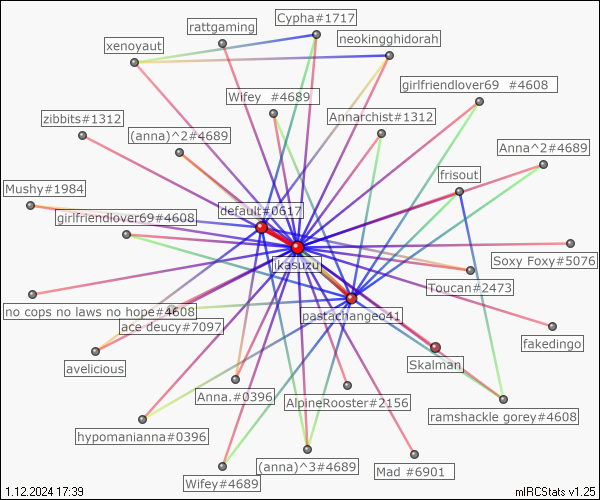 Cypha#1717
rattgaming
neokingghidorah
xenoyaut
girlfriendlover69 #4608
Wifey #4689
zibbits#1312
Annarchist#1312
(anna)^2#4689
Anna^2#4689
frisout
Mushy#1984
default#0617
girlfriendlover69#4608
Soxy Foxy#5076
ikasuzu
Toucan#2473
no cops no laws no hope#4608
pastachangeo41
ace deucy#7097
fakedingo
avelicious
Skalman
Anna.#0396
AlpineRooster#2156
ramshackle gorey#4608
hypomanianna#0396
(anna)^3#4689
Mad #6901
Wifey#4689
1.12.2024 17:39
mIRCStats v1.25